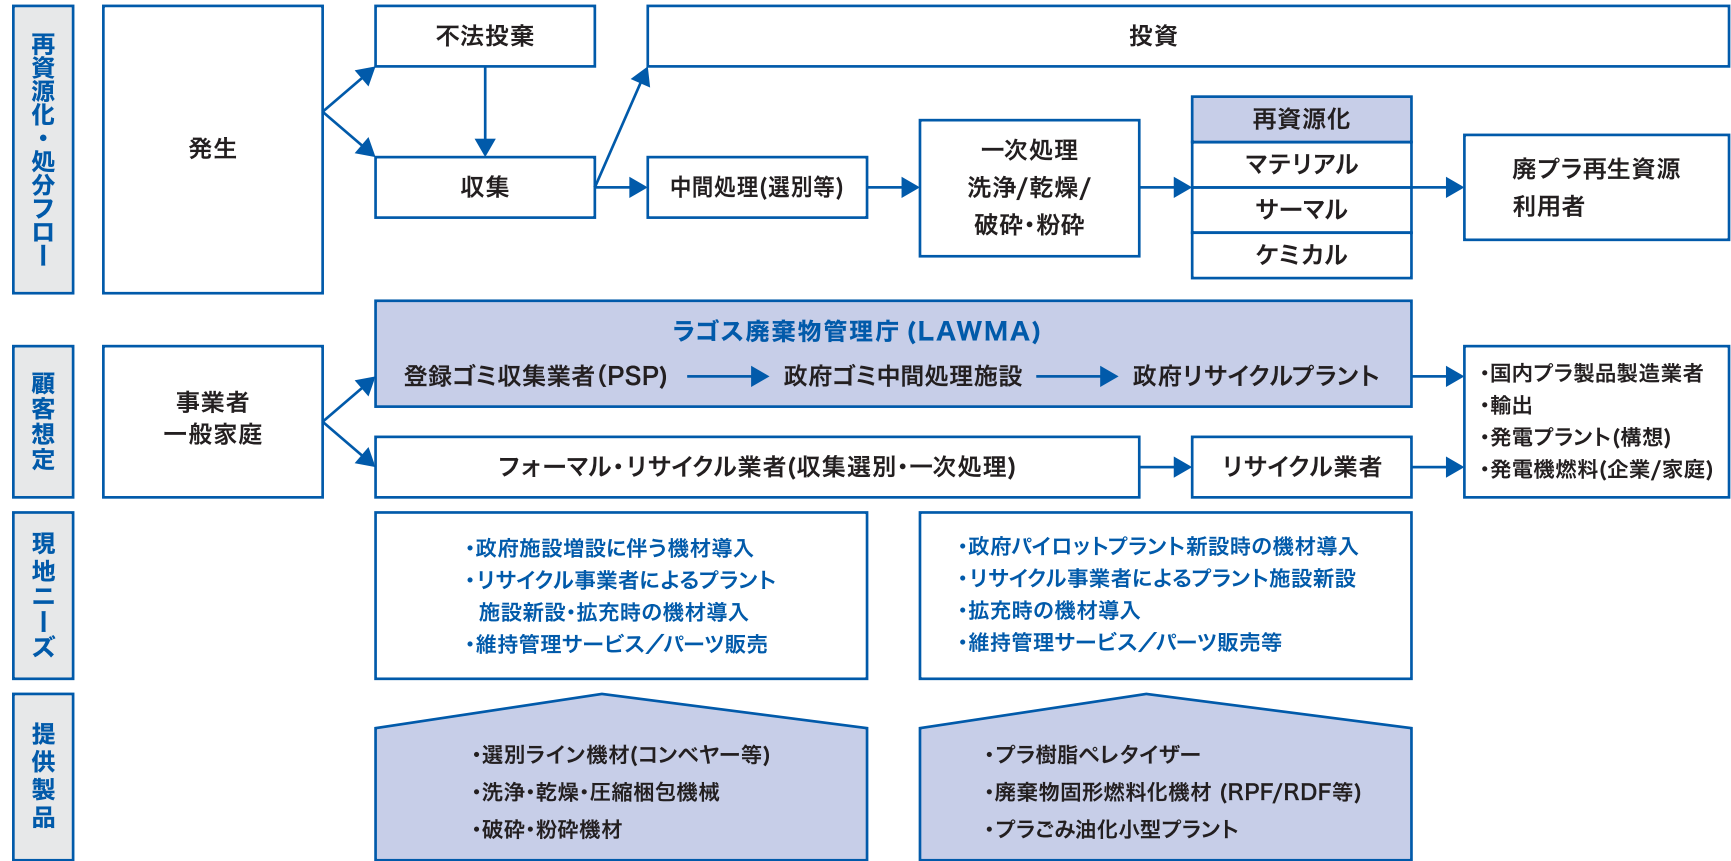 再資源化・処分フロー
発生
不法投棄
収集
投資
中間処理(選別等)
一次処理
洗浄/乾燥/
破砕・粉砕
再資源化
マテリアル
サーマル
ケミカル
廃プラ再生資源
利用者
顧客想定
事業者
一般家庭
ラゴス廃棄物管理庁 (LAWMA)
登録ゴミ収集業者(PSP)
政府ゴミ中間処理施設
政府リサイクルプラント
フォーマル・リサイクル業者(収集選別・一次処理)
リサイクル業者
・国内プラ製品製造業者
・輸出
・発電プラント(構想)
・発電機燃料(企業/家庭)
現地ニーズ
・政府施設増設に伴う機材導入
・リサイクル事業者によるプラント
施設新設・拡充時の機材導入
・維持管理サービス／パーツ販売
・政府パイロットプラント新設時の機材導入
・リサイクル事業者によるプラント施設新設
・拡充時の機材導入
・維持管理サービス／パーツ販売等
提供製品
・選別ライン機材(コンベヤー等)
・洗浄・乾燥・圧縮梱包機械
・破砕・粉砕機材
・プラ樹脂ペレタイザー
・廃棄物固形燃料化機材 (RPF/RDF等)
・プラごみ油化小型プラント